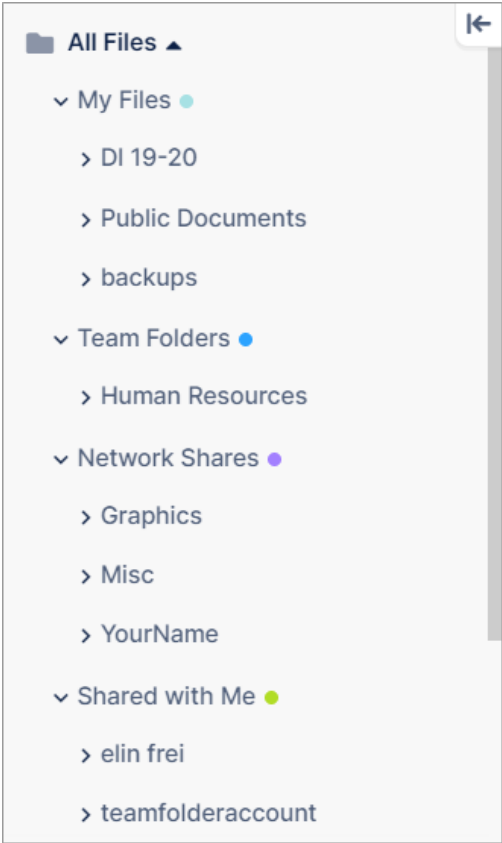 All Files
My Files
DI 19-20
Public Documents
backups
Team Folders
Human Resources
Network Shares
Graphics
Misc
YourName
Shared with Me
elin frei
teamfolderaccount